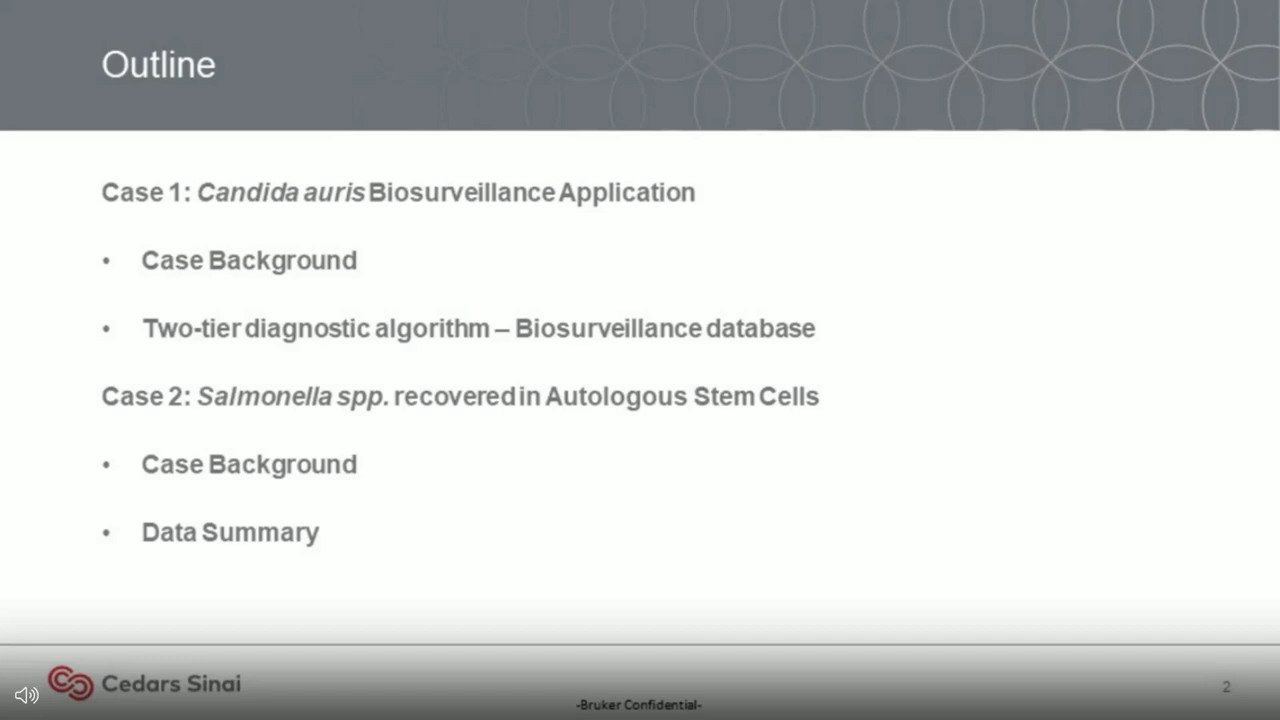 Outline
Case 1: Candida auris Biosurveillance Application
• Case Background
• Two-tier diagnostic algorithm – Biosurveillance database
Case 2: Salmonella spp. recovered in Autologous Stem Cells
• Case Background
• Data Summary
Cedars Sinai
2
-Bruker Confidential-